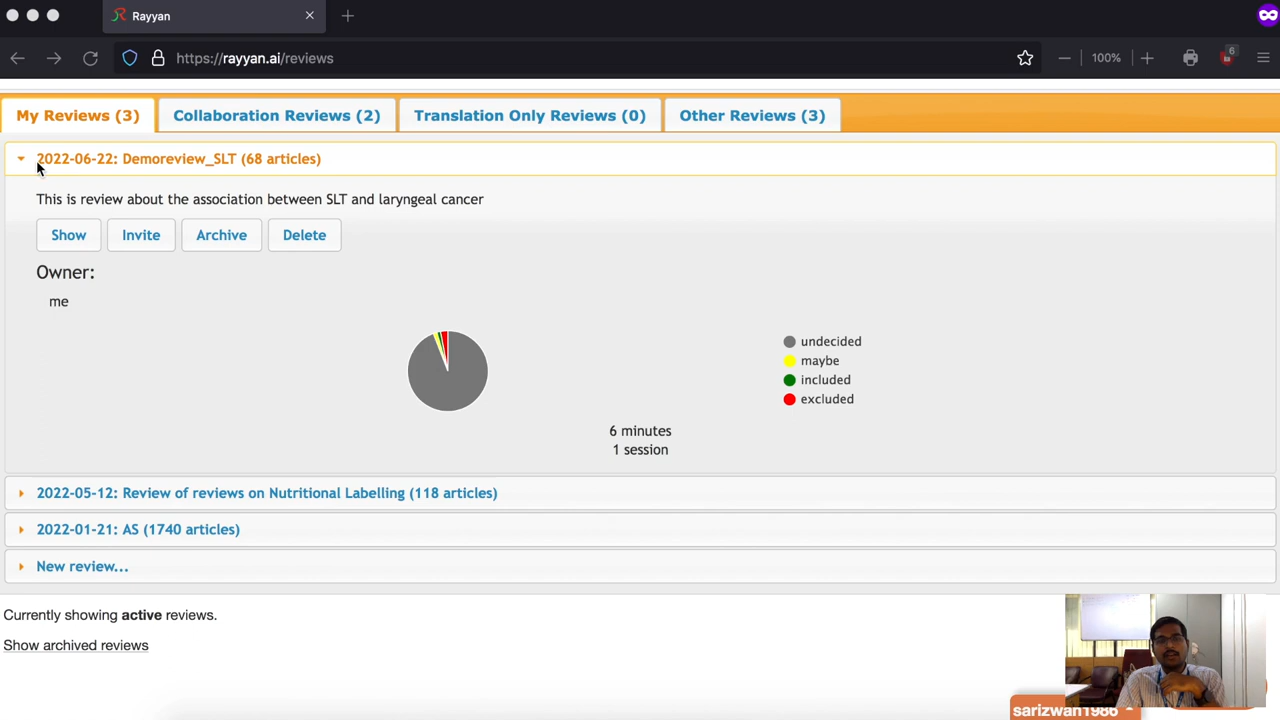 Rayyan
https://rayyan.ai/reviews
100%
6
My Reviews (3)
Collaboration Reviews (2)
Translation Only Reviews (0)
Other Reviews (3)
2022-06-22: Demoreview_SLT (68 articles)
This is review about the association between SLT and laryngeal cancer
Show
Invite
Archive
Delete
Owner:
me
undecided
maybe
included
excluded
6 minutes
1 session
2022-05-12: Review of reviews on Nutritional Labelling (118 articles)
2022-01-21: AS (1740 articles)
New review...
Currently showing active reviews.
Show archived reviews
sarizwan1986